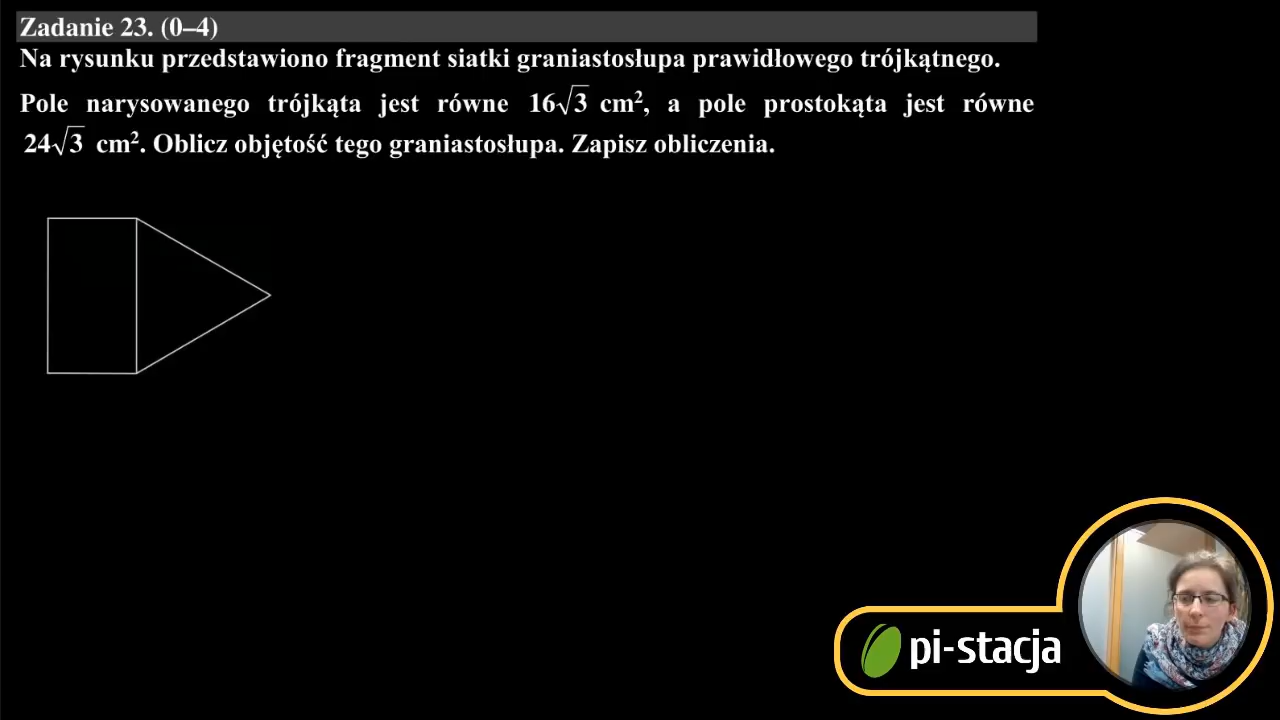 Zadanie 23. (0–4)
Na rysunku przedstawiono fragment siatki graniastosłupa prawidłowego trójkątnego.
Pole narysowanego trójkąta jest równe 16√3 cm², a pole prostokąta jest równe
24√3 cm². Oblicz objętość tego graniastosłupa. Zapisz obliczenia.
pi-stacja